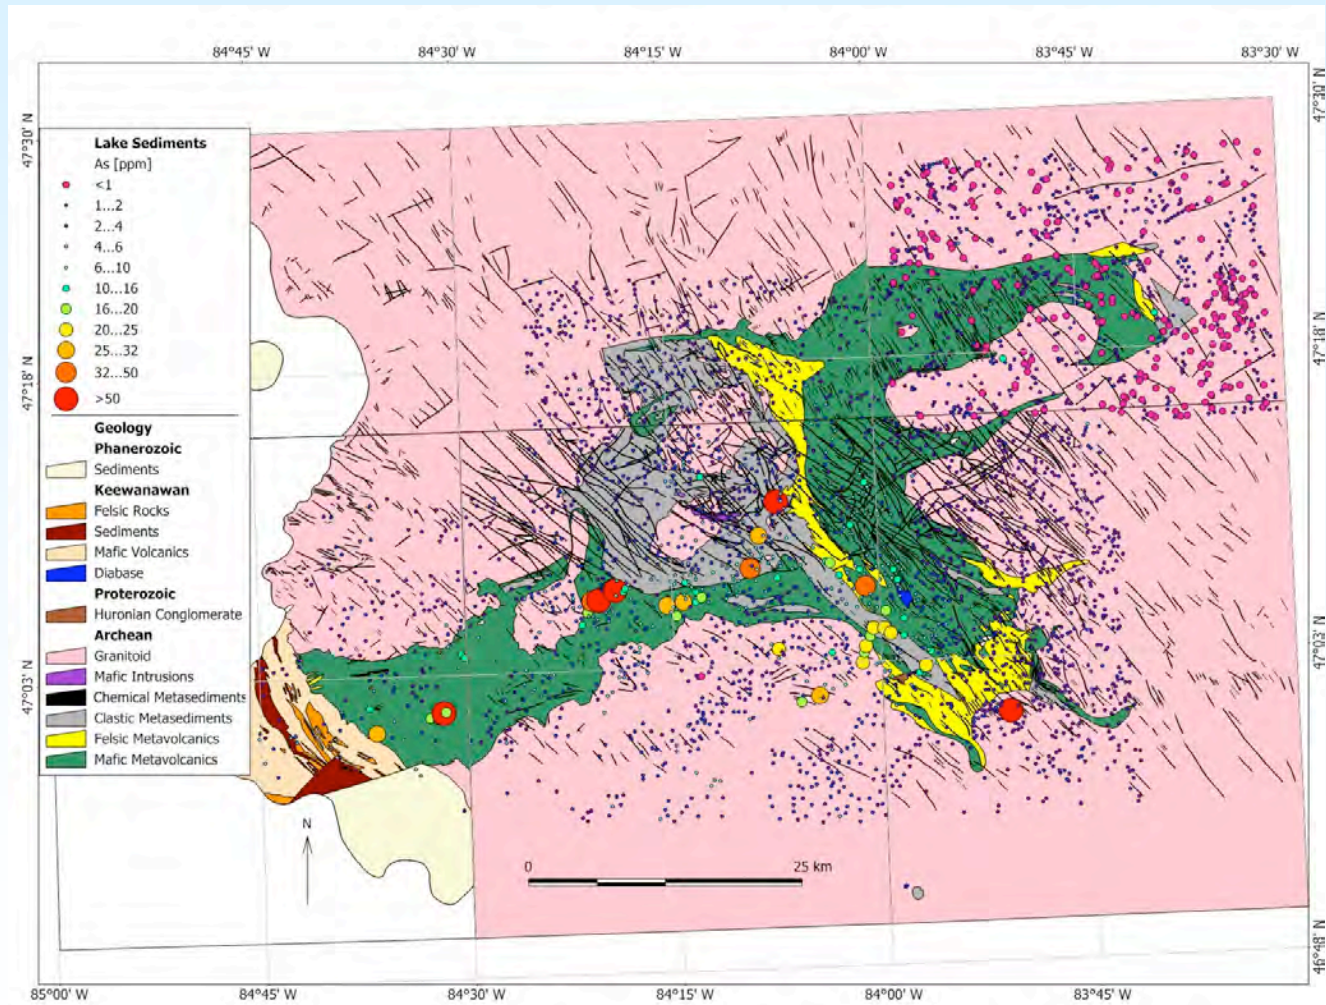 84°45' W
84°30' W
84°15' W
84°00' W
83°45' W
83°30' W
47°30' N
47°18' N
47°03' N
47°30' N
47°18' N
47°03' N
46°48' N
Lake Sediments
As [ppm]
<1
1...2
2...4
4...6
6...10
10...16
16...20
20...25
25...32
32...50
>50
Geology
Phanerozoic
Sediments
Keewanawan
Felsic Rocks
Sediments
Mafic Volcanics
Diabase
Proterozoic
Huronian Conglomerate
Archean
Granitoid
Mafic Intrusions
Chemical Metasediments
Clastic Metasediments
Felsic Metavolcanics
Mafic Metavolcanics
N
0 25 km
85°00' W
84°45' W
84°30' W
84°15' W
84°00' W
83°45' W